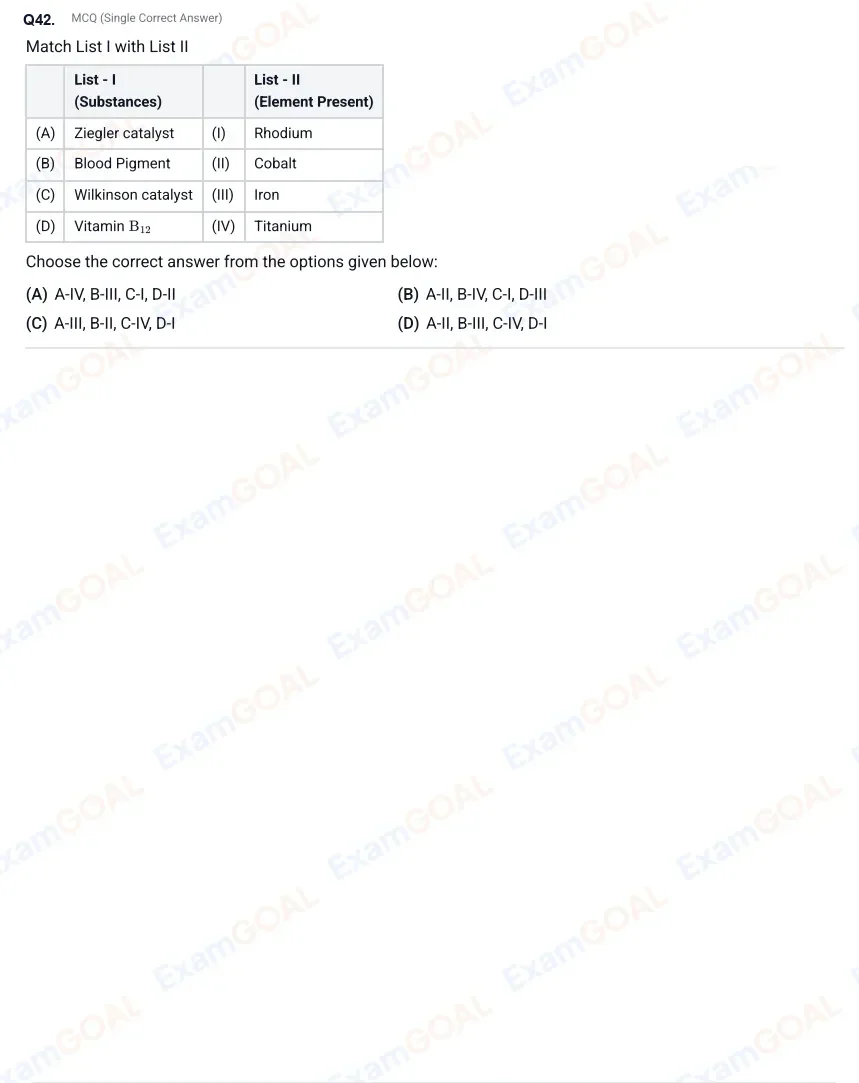 Q42. MCQ (Single Correct Answer)
Match List I with List II
List - I (Substances) List - II (Element Present)
(A) Ziegler catalyst (I) Rhodium
(B) Blood Pigment (II) Cobalt
(C) Wilkinson catalyst (III) Iron
(D) Vitamin B₁₂ (IV) Titanium
Choose the correct answer from the options given below:
(A) A-IV, B-III, C-I, D-II (B) A-II, B-IV, C-I, D-III
(C) A-III, B-II, C-IV, D-I (D) A-II, B-III, C-IV, D-I
ExamGOAL